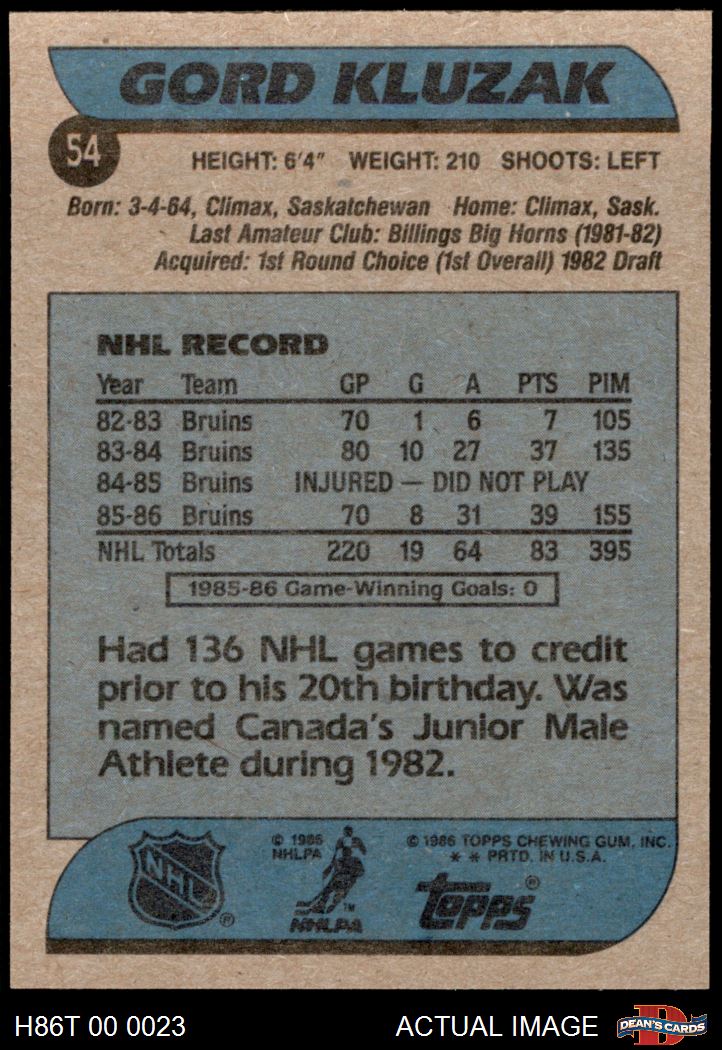 GORD KLUZAK
54
HEIGHT: 6'4" WEIGHT: 210 SHOOTS: LEFT
Born: 3-4-64, Climax, Saskatchewan Home: Climax, Sask.
Last Amateur Club: Billings Big Horns (1981-82)
Acquired: 1st Round Choice (1st Overall) 1982 Draft
NHL RECORD
Year Team GP G A PTS PIM
82-83 Bruins 70 1 6 7 105
83-84 Bruins 80 10 27 37 135
84-85 Bruins INJURED — DID NOT PLAY
85-86 Bruins 70 8 31 39 155
NHL Totals 220 19 64 83 395
1985-86 Game-Winning Goals: 0
Had 136 NHL games to credit
prior to his 20th birthday. Was
named Canada's Junior Male
Athlete during 1982.
© 1986
NHLPA
© 1986 TOPPS CHEWING GUM, INC.
* * PRTD. IN U.S.A.
NHL ®
™
NHLPA
topps ®
H86T 00 0023 ACTUAL IMAGE
D
DEAN'S CARDS